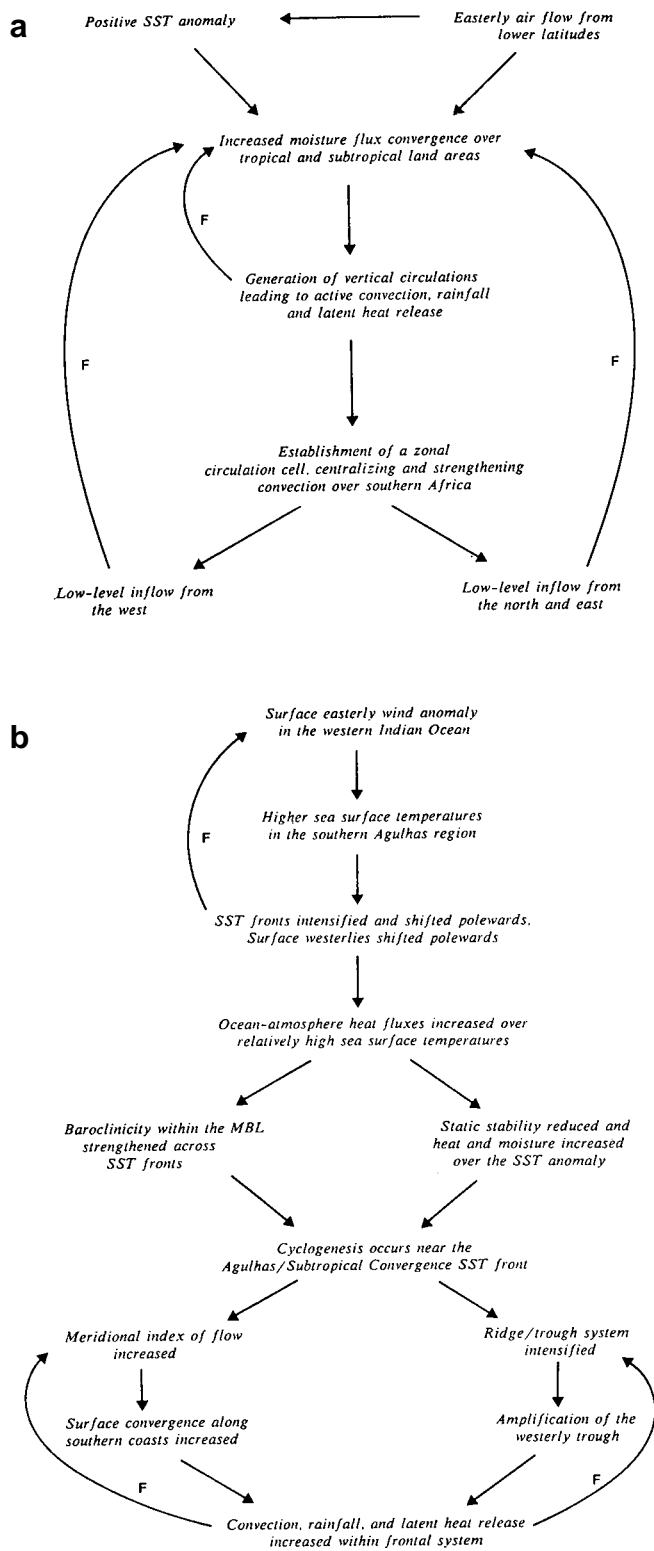 a
Positive SST anomaly
Easterly air flow from
lower latitudes
Increased moisture flux convergence over
tropical and subtropical land areas
F
Generation of vertical circulations
leading to active convection, rainfall
and latent heat release
F
F
Establishment of a zonal
circulation cell, centralizing and strengthening
convection over southern Africa
Low-level inflow from
the west
Low-level inflow from
the north and east
b
Surface easterly wind anomaly
in the western Indian Ocean
Higher sea surface temperatures
in the southern Agulhas region
F
SST fronts intensified and shifted polewards,
Surface westerlies shifted polewards
Ocean-atmosphere heat fluxes increased over
relatively high sea surface temperatures
Baroclinicity within the MBL
strengthened across
SST fronts
Static stability reduced and
heat and moisture increased
over the SST anomaly
Cyclogenesis occurs near the
Agulhas/Subtropical Convergence SST front
Meridional index of flow
increased
Ridge/trough system
intensified
Surface convergence along
southern coasts increased
Amplification of the
westerly trough
F
F
Convection, rainfall, and latent heat release
increased within frontal system